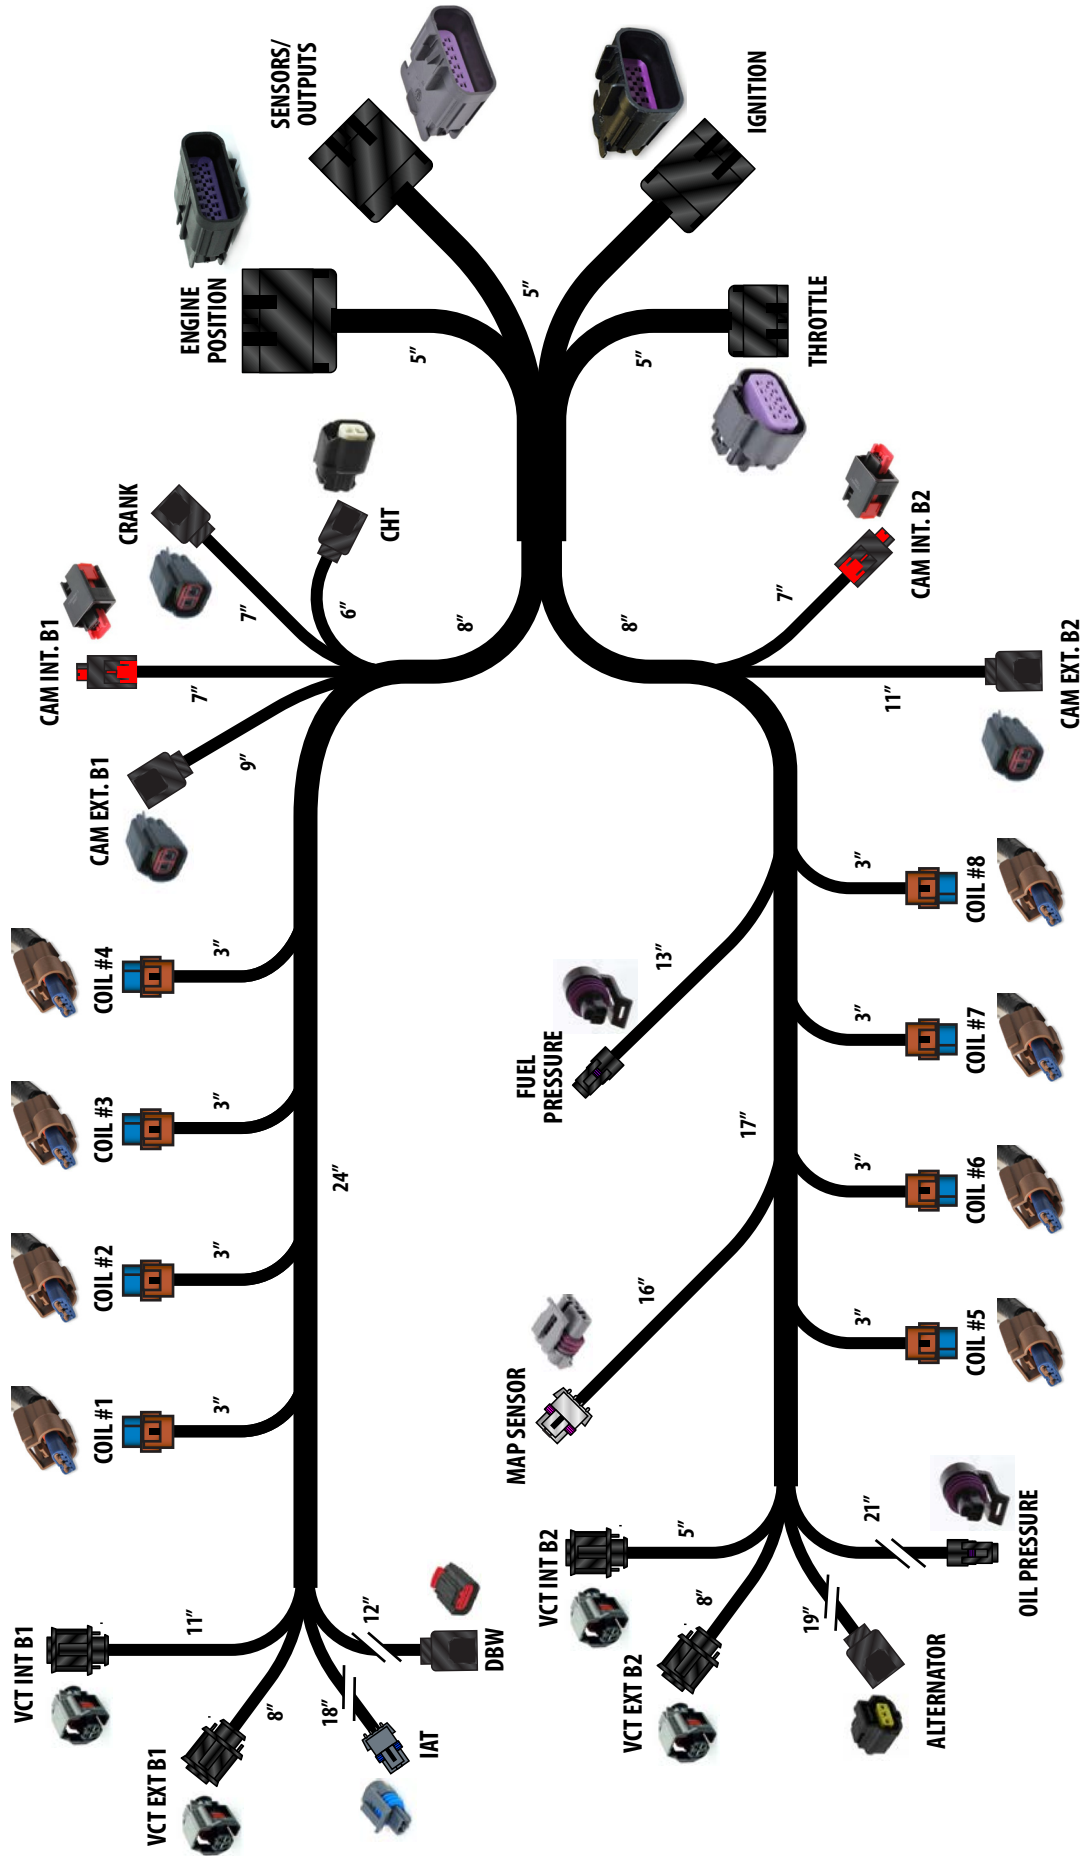 SENSORS/
OUTPUTS
IGNITION
ENGINE
POSITION
THROTTLE
5"
5"
5"
CRANK
CHT
CAM INT. B1
CAM EXT. B1
7"
6"
7"
9"
8"
8"
7"
11"
CAM INT. B2
CAM EXT. B2
COIL #4
COIL #3
COIL #2
COIL #1
3"
3"
3"
3"
24"
FUEL
PRESSURE
13"
17"
MAP SENSOR
16"
3"
3"
3"
3"
COIL #8
COIL #7
COIL #6
COIL #5
VCT INT B1
11"
VCT EXT B1
8"
18"
IAT
12"
DBW
VCT INT B2
5"
VCT EXT B2
8"
19"
ALTERNATOR
21"
OIL PRESSURE